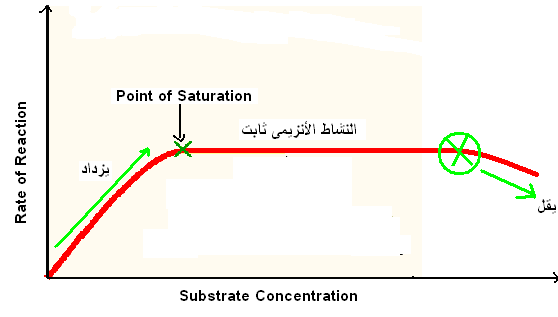 Point of Saturation
النشاط الأنزيمى ثابت
يزداد
يقل
Rate of Reaction
Substrate Concentration